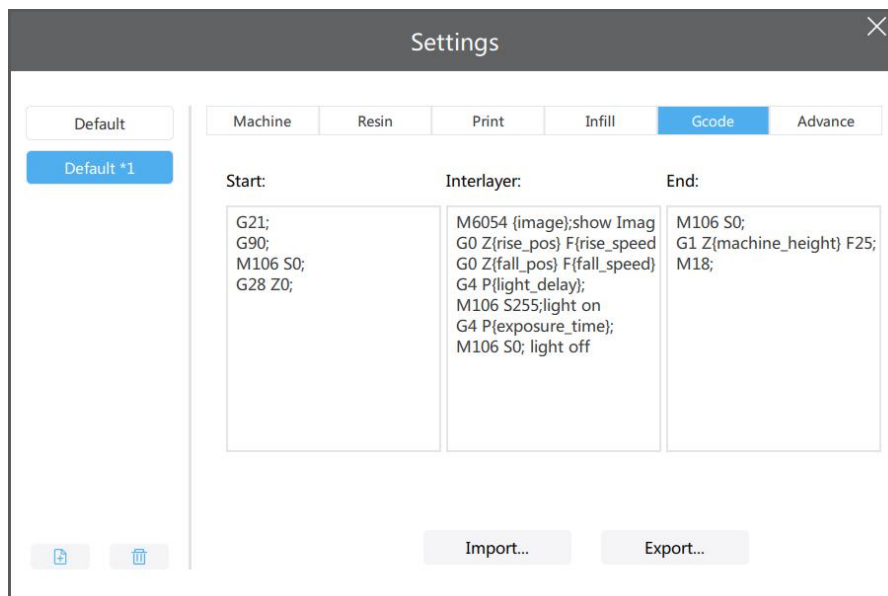 Settings
Default
Default *1
Machine
Resin
Print
Infill
Gcode
Advance
Start:
G21;
G90;
M106 S0;
G28 Z0;
Interlayer:
M6054 {image};show Imag
G0 Z{rise_pos} F{rise_speed
G0 Z{fall_pos} F{fall_speed}
G4 P{light_delay};
M106 S255;light on
G4 P{exposure_time};
M106 S0; light off
End:
M106 S0;
G1 Z{machine_height} F25;
M18;
Import...
Export...